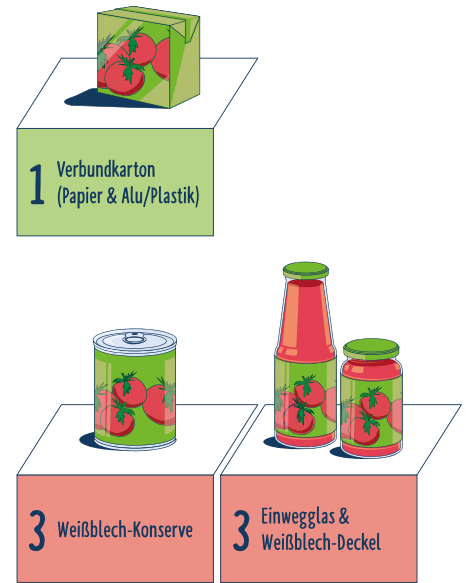 1
Verbundkarton
(Papier & Alu/Plastik)
3
Weißblech-Konserve
3
Einwegglas &
Weißblech-Deckel